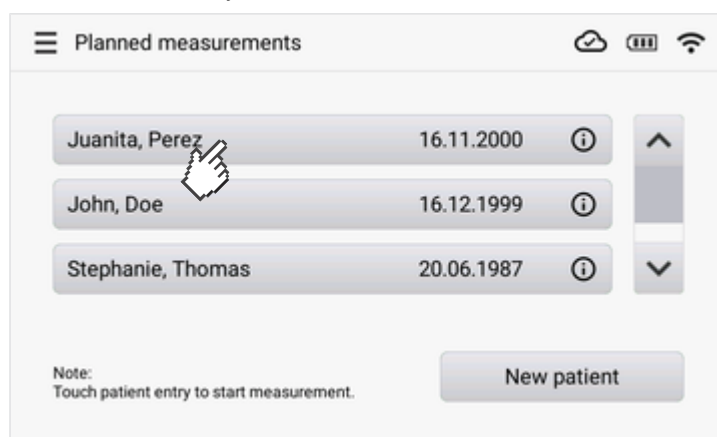 Planned measurements
Juanita, Perez 16.11.2000
John, Doe 16.12.1999
Stephanie, Thomas 20.06.1987
Note:
Touch patient entry to start measurement.
New patient